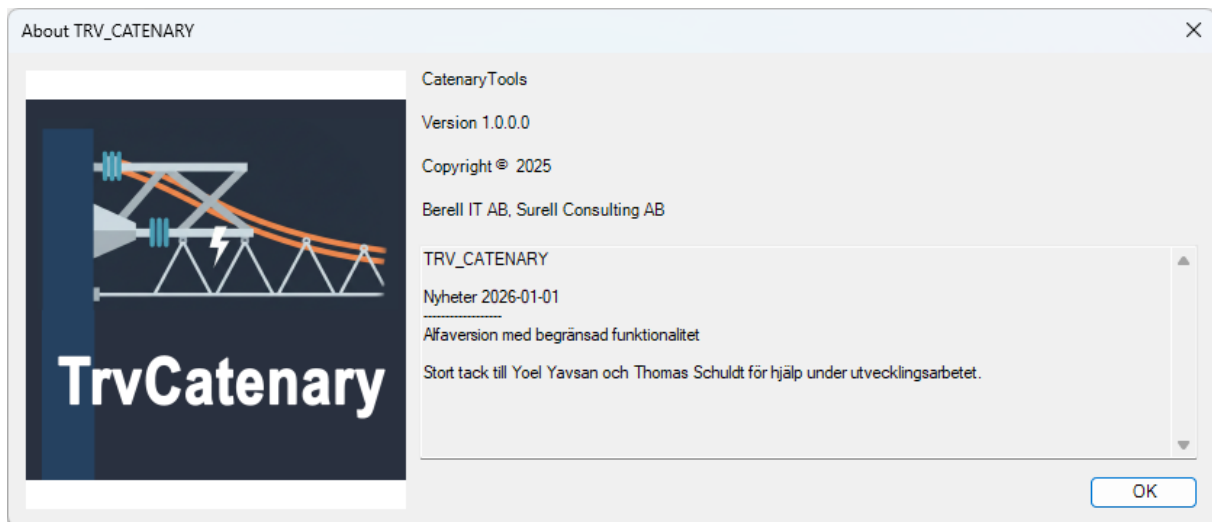 About TRV_CATENARY
TrvCatenary
CatenaryTools
Version 1.0.0.0
Copyright © 2025
Berell IT AB, Surell Consulting AB
TRV_CATENARY
Nyheter 2026-01-01
------------------
Alfaversion med begränsad funktionalitet
Stort tack till Yoel Yavsan och Thomas Schuldt för hjälp under utvecklingsarbetet.
OK